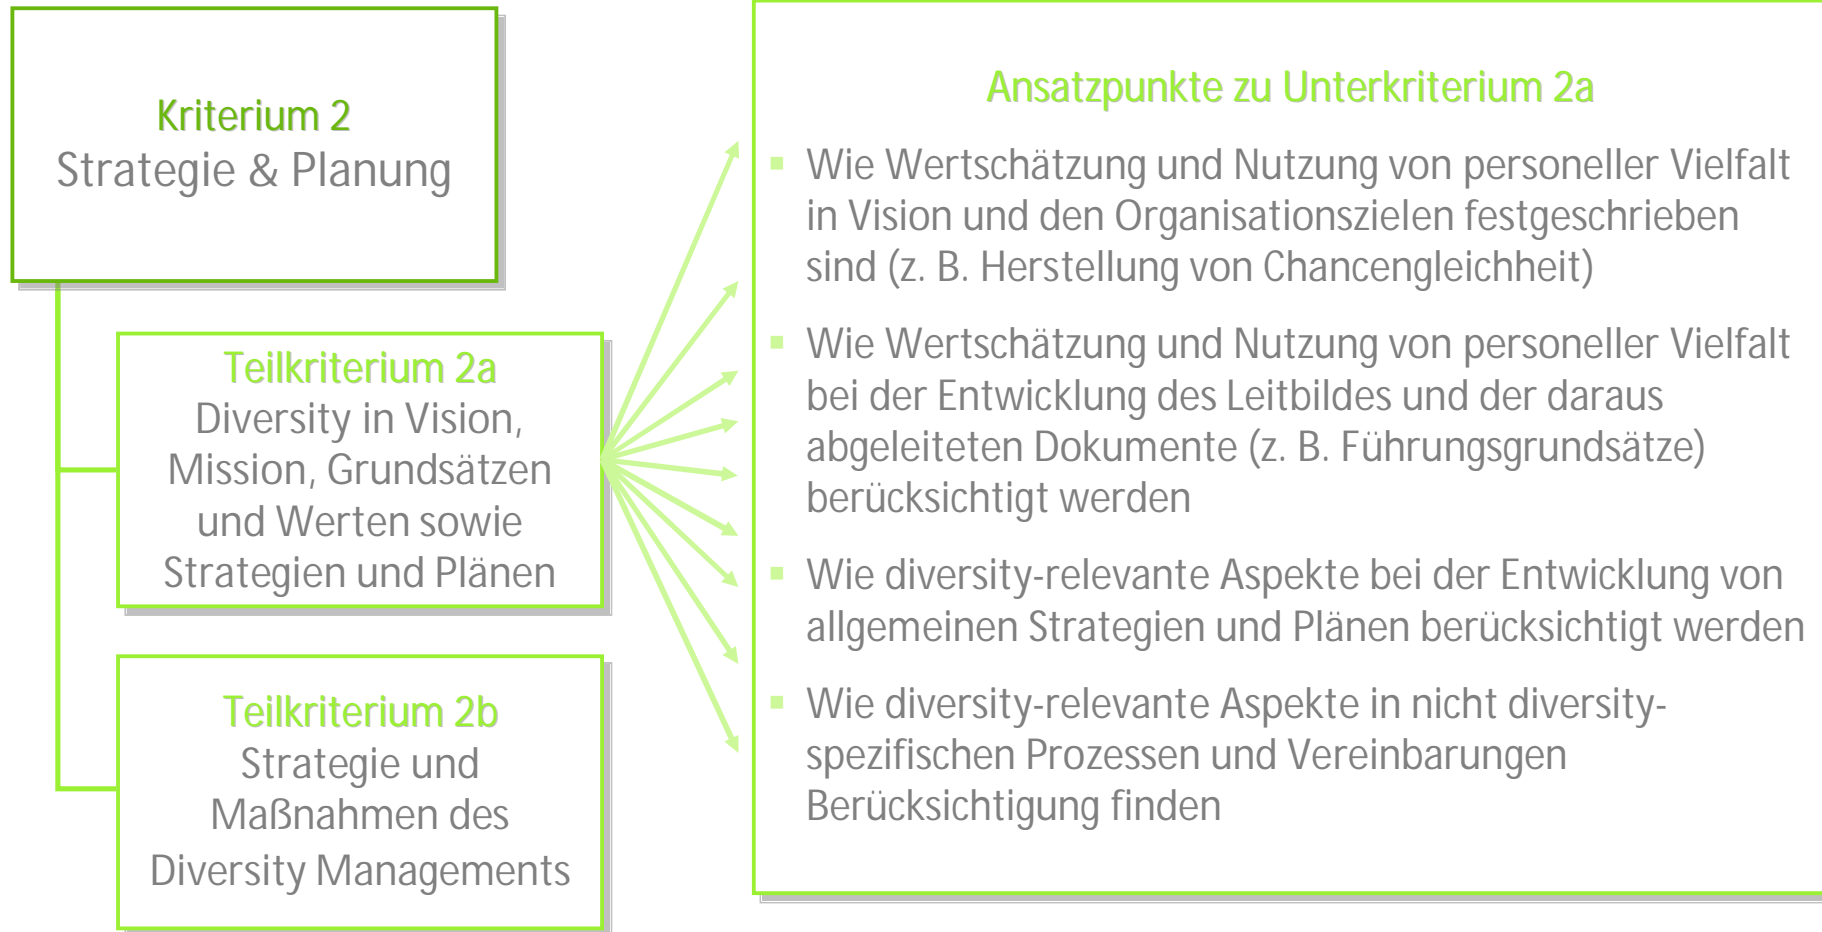 Kriterium 2
Strategie & Planung
Teilkriterium 2a
Diversity in Vision,
Mission, Grundsätzen
und Werten sowie
Strategien und Plänen
Teilkriterium 2b
Strategie und
Maßnahmen des
Diversity Managements
Ansatzpunkte zu Unterkriterium 2a
▪ Wie Wertschätzung und Nutzung von personeller Vielfalt
in Vision und den Organisationszielen festgeschrieben
sind (z. B. Herstellung von Chancengleichheit)
▪ Wie Wertschätzung und Nutzung von personeller Vielfalt
bei der Entwicklung des Leitbildes und der daraus
abgeleiteten Dokumente (z. B. Führungsgrundsätze)
berücksichtigt werden
▪ Wie diversity-relevante Aspekte bei der Entwicklung von
allgemeinen Strategien und Plänen berücksichtigt werden
▪ Wie diversity-relevante Aspekte in nicht diversity-
spezifischen Prozessen und Vereinbarungen
Berücksichtigung finden